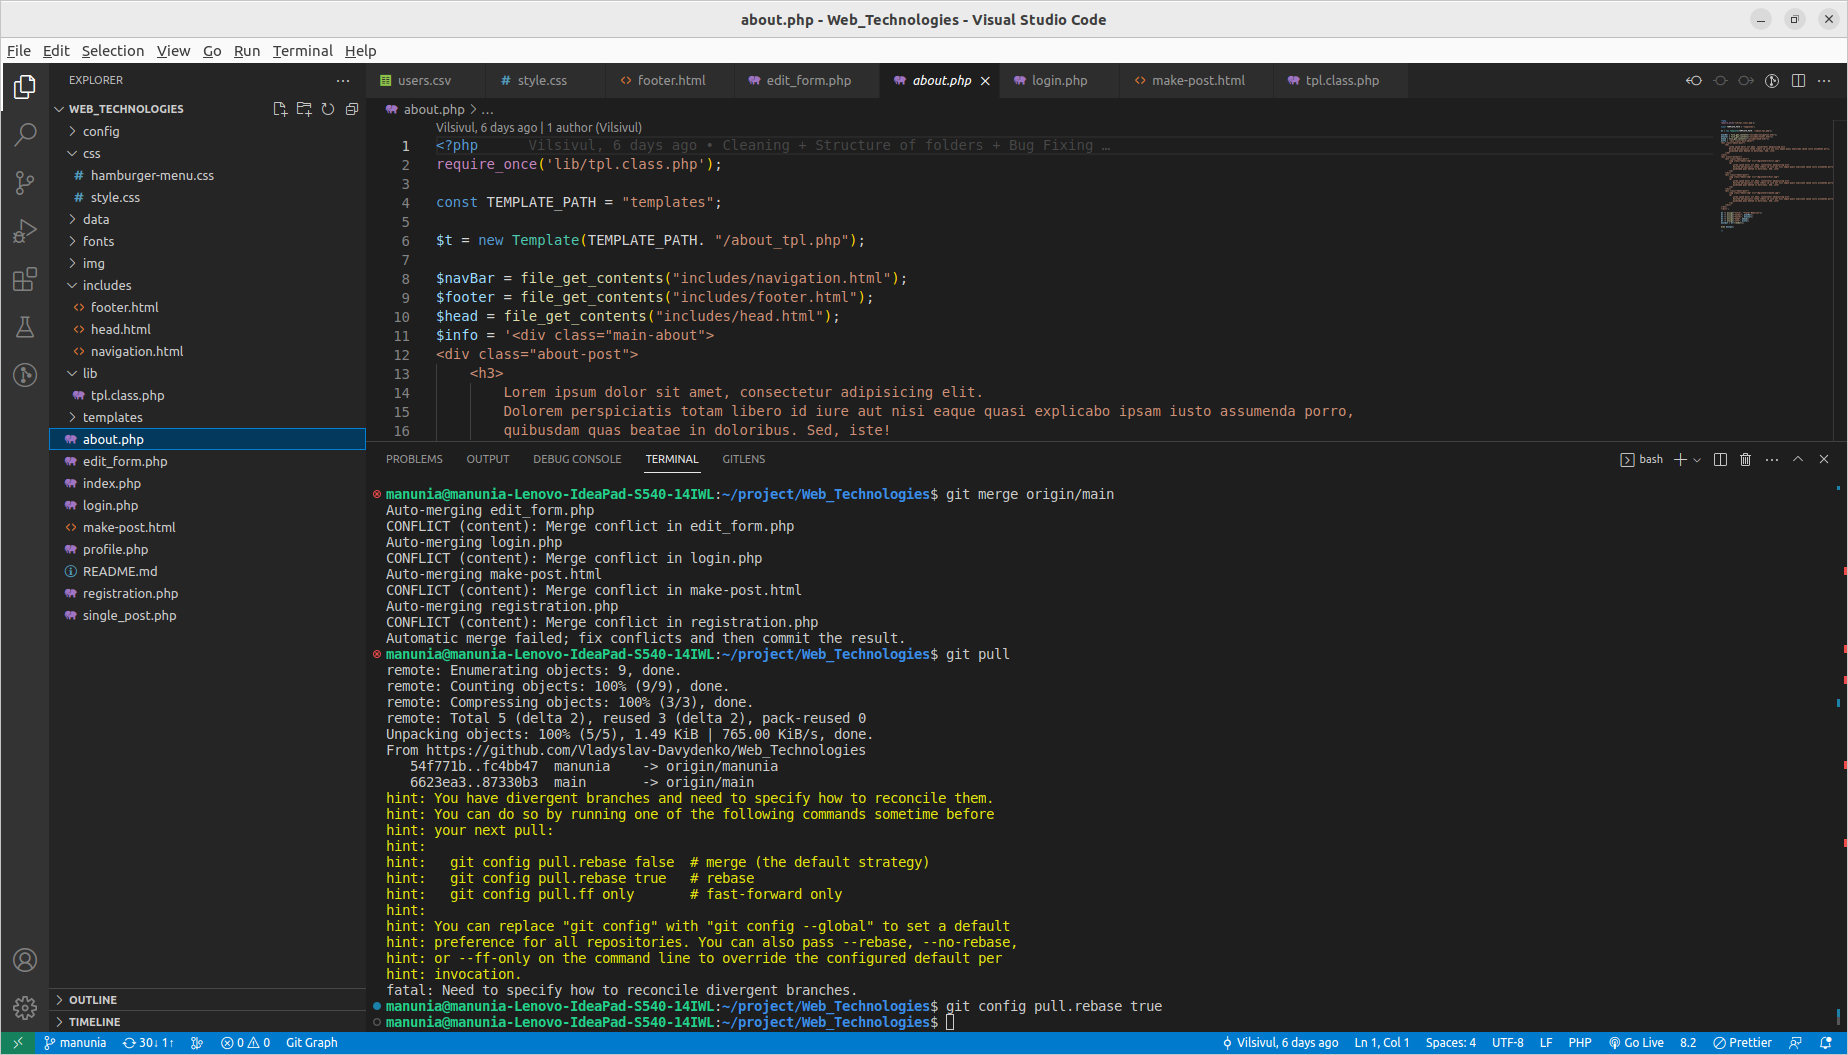 about.php - Web_Technologies - Visual Studio Code
File Edit Selection View Go Run Terminal Help
EXPLORER
WEB_TECHNOLOGIES
config
css
hamburger-menu.css
style.css
data
fonts
img
includes
footer.html
head.html
navigation.html
lib
tpl.class.php
templates
about.php
edit_form.php
index.php
login.php
make-post.html
profile.php
README.md
registration.php
single_post.php
OUTLINE
TIMELINE
users.csv style.css footer.html edit_form.php about.php login.php make-post.html tpl.class.php
about.php > ...
Vilsivul, 6 days ago | 1 author (Vilsivul)
1 <?php Vilsivul, 6 days ago • Cleaning + Structure of folders + Bug Fixing …
2 require_once('lib/tpl.class.php');
3
4 const TEMPLATE_PATH = "templates";
5
6 $t = new Template(TEMPLATE_PATH. "/about_tpl.php");
7
8 $navBar = file_get_contents("includes/navigation.html");
9 $footer = file_get_contents("includes/footer.html");
10 $head = file_get_contents("includes/head.html");
11 $info = '<div class="main-about">
12 <div class="about-post">
13 <h3>
14 Lorem ipsum dolor sit amet, consectetur adipisicing elit.
15 Dolorem perspiciatis totam libero id iure aut nisi eaque quasi explicabo ipsam iusto assumenda porro,
16 quibusdam quas beatae in doloribus. Sed, iste!
PROBLEMS OUTPUT DEBUG CONSOLE TERMINAL GITLENS
bash
manunia@manunia-Lenovo-IdeaPad-S540-14IWL:~/project/Web_Technologies$ git merge origin/main
Auto-merging edit_form.php
CONFLICT (content): Merge conflict in edit_form.php
Auto-merging login.php
CONFLICT (content): Merge conflict in login.php
Auto-merging make-post.html
CONFLICT (content): Merge conflict in make-post.html
Auto-merging registration.php
CONFLICT (content): Merge conflict in registration.php
Automatic merge failed; fix conflicts and then commit the result.
manunia@manunia-Lenovo-IdeaPad-S540-14IWL:~/project/Web_Technologies$ git pull
remote: Enumerating objects: 9, done.
remote: Counting objects: 100% (9/9), done.
remote: Compressing objects: 100% (3/3), done.
remote: Total 5 (delta 2), reused 3 (delta 2), pack-reused 0
Unpacking objects: 100% (5/5), 1.49 KiB | 765.00 KiB/s, done.
From https://github.com/Vladyslav-Davydenko/Web_Technologies
54f771b..fc4bb47 manunia -> origin/manunia
6623ea3..87330b3 main -> origin/main
hint: You have divergent branches and need to specify how to reconcile them.
hint: You can do so by running one of the following commands sometime before
hint: your next pull:
hint:
hint: git config pull.rebase false # merge (the default strategy)
hint: git config pull.rebase true # rebase
hint: git config pull.ff only # fast-forward only
hint:
hint: You can replace "git config" with "git config --global" to set a default
hint: preference for all repositories. You can also pass --rebase, --no-rebase,
hint: or --ff-only on the command line to override the configured default per
hint: invocation.
fatal: Need to specify how to reconcile divergent branches.
manunia@manunia-Lenovo-IdeaPad-S540-14IWL:~/project/Web_Technologies$ git config pull.rebase true
manunia@manunia-Lenovo-IdeaPad-S540-14IWL:~/project/Web_Technologies$
manunia 30↓ 1↑ 0 0 Git Graph Vilsivul, 6 days ago Ln 1, Col 1 Spaces: 4 UTF-8 LF PHP Go Live 8.2 Prettier